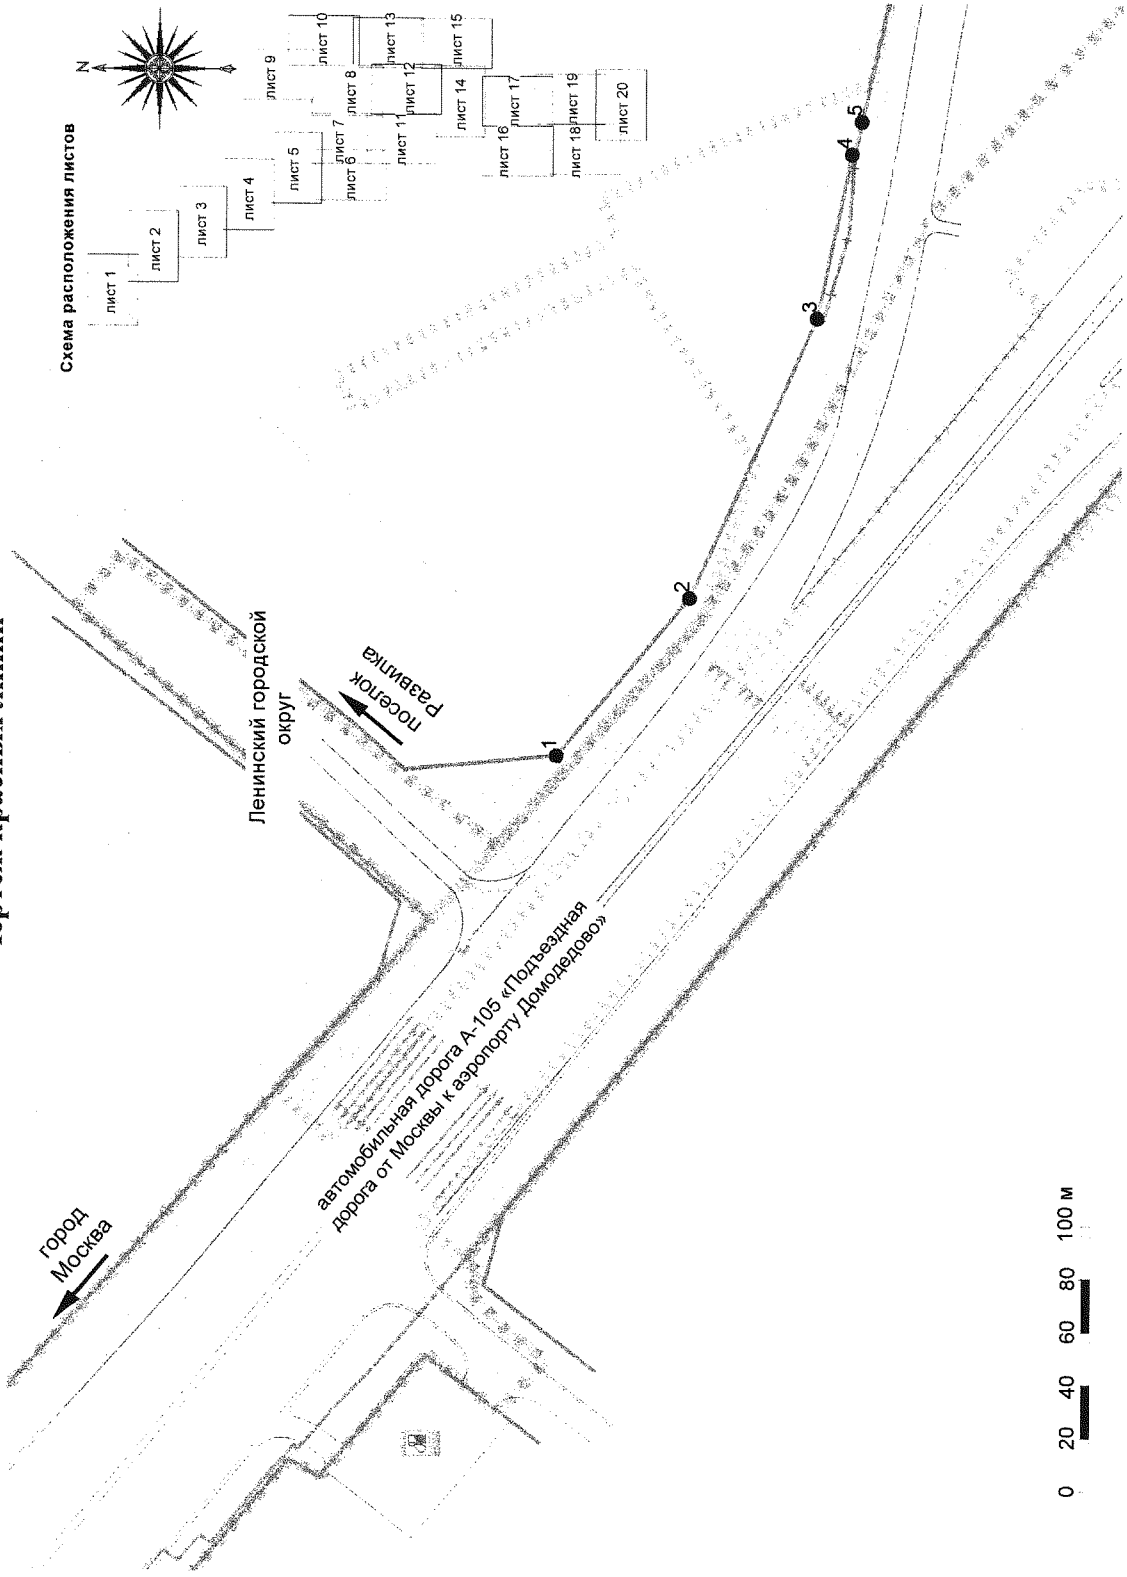 Чертеж красных линий
Схема расположения листов
N
лист 1
лист 2
лист 3
лист 4
лист 5
лист 6
лист 7
лист 8
лист 9
лист 10
лист 11
лист 12
лист 13
лист 14
лист 15
лист 16
лист 17
лист 18
лист 19
лист 20
город
Москва
Ленинский городской
округ
поселок
Развилка
автомобильная дорога А-105 «Подъездная
дорога от Москвы к аэропорту Домодедово»
1
2
3
4
5
0 20 40 60 80 100 м